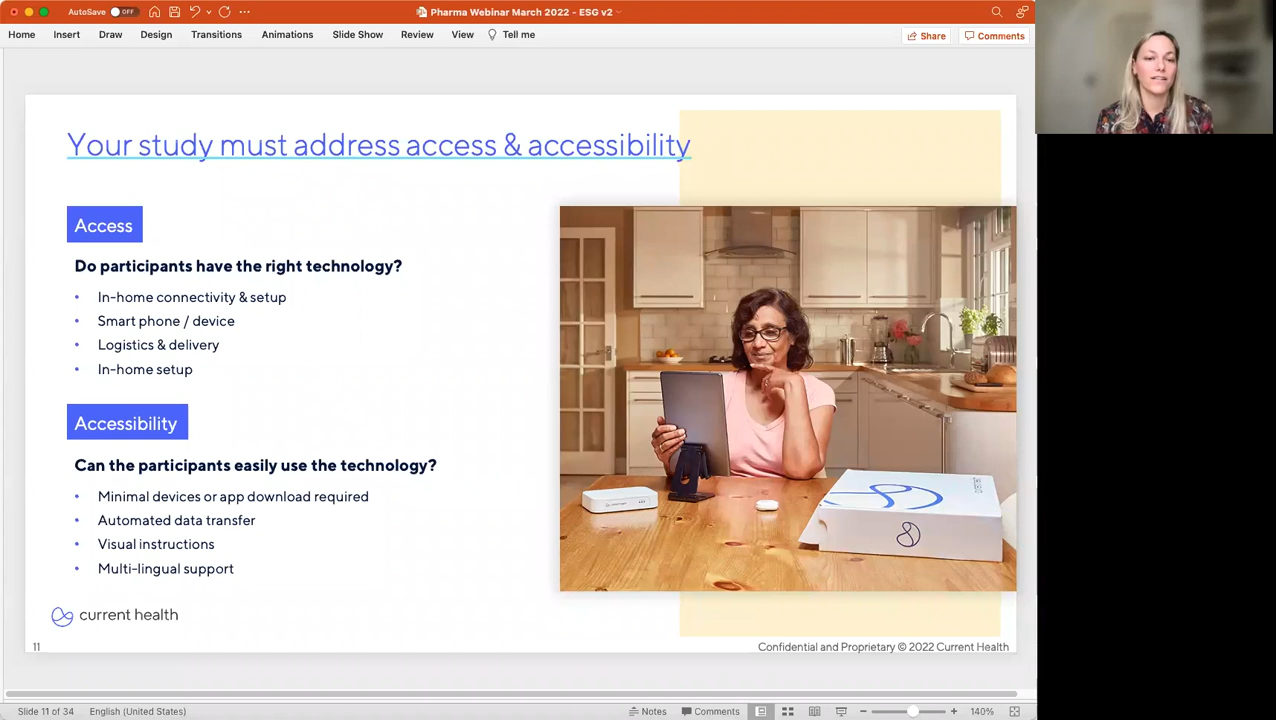 AutoSave OFF
Pharma Webinar March 2022 - ESG v2
Home Insert Draw Design Transitions Animations Slide Show Review View Tell me
Share Comments
Your study must address access & accessibility
Access
Do participants have the right technology?
• In-home connectivity & setup
• Smart phone / device
• Logistics & delivery
• In-home setup
Accessibility
Can the participants easily use the technology?
• Minimal devices or app download required
• Automated data transfer
• Visual instructions
• Multi-lingual support
current health
11
Confidential and Proprietary © 2022 Current Health
Slide 11 of 34 English (United States) Notes Comments 140%